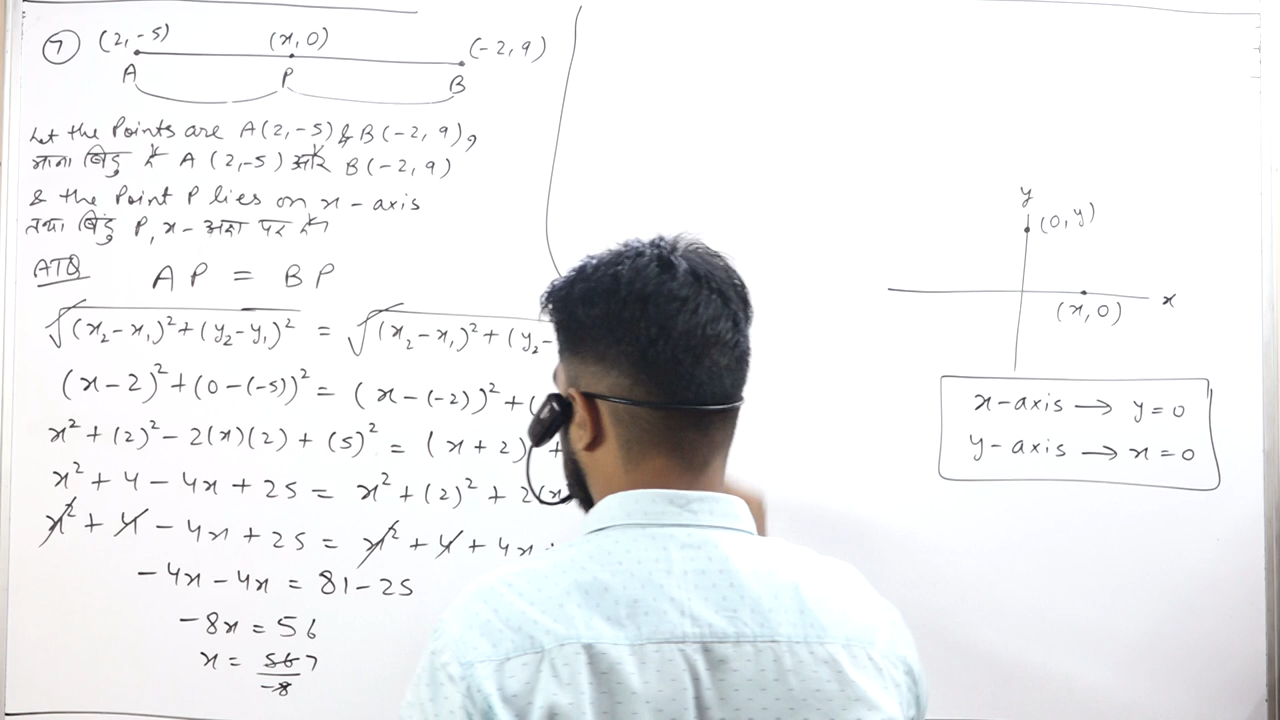 7 (2,-5) (x,0) (-2,9)
A P B
Let the Points are A(2,-5) & B(-2,9),
माना बिंदु हैं A (2,-5) और B(-2,9)
& the Point P lies on x-axis
तथा बिंदु P, x-अक्ष पर है
ATQ AP = BP
√(x₂-x₁)²+(y₂-y₁)² = √(x₂-x₁)²+(y₂-
(x-2)²+(0-(-5))² = (x-(-2))²+(
x²+(2)²-2(x)(2)+(5)² = (x+2) +
x²+4-4x+25 = x²+(2)²+2(x
x²+4-4x+25 = x²+4+4x
-4x-4x = 81-25
-8x = 56
x = 56 7
-8
y
(0,y)
x
(x,0)
x-axis → y=0
y-axis → x=0